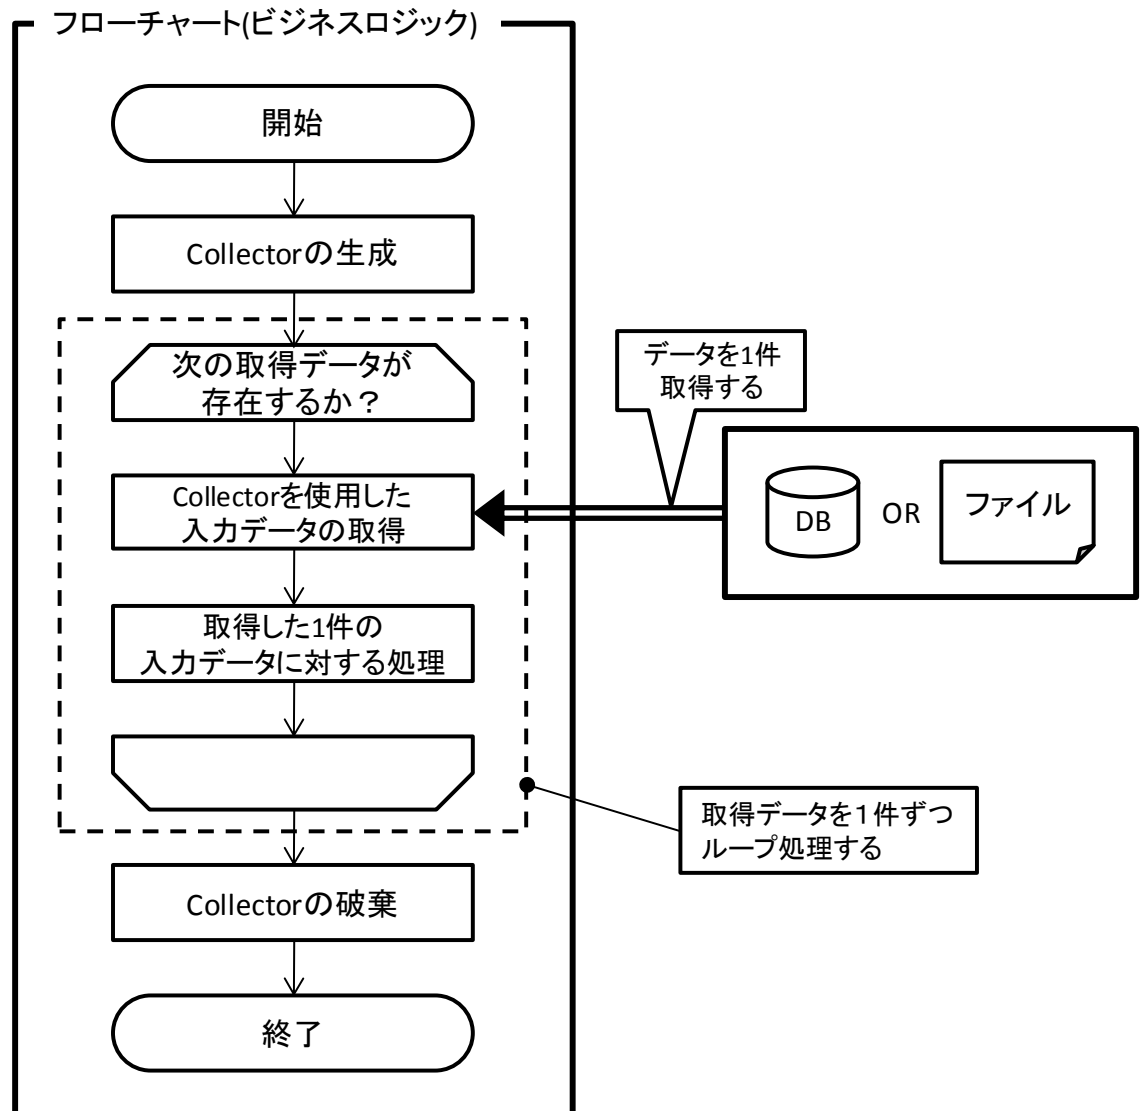 フローチャート(ビジネスロジック)
開始
Collectorの生成
次の取得データが
存在するか？
データを1件
取得する
Collectorを使用した
入力データの取得
DB
OR
ファイル
取得した1件の
入力データに対する処理
取得データを１件ずつ
ループ処理する
Collectorの破棄
終了